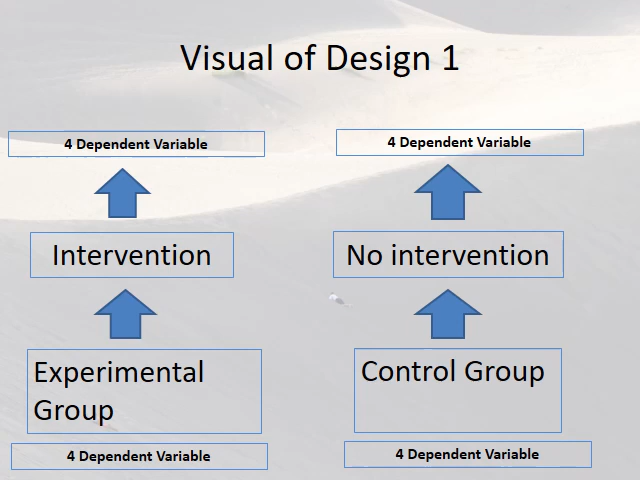 Visual of Design 1
4 Dependent Variable
4 Dependent Variable
Intervention
No intervention
Experimental
Group
Control Group
4 Dependent Variable
4 Dependent Variable